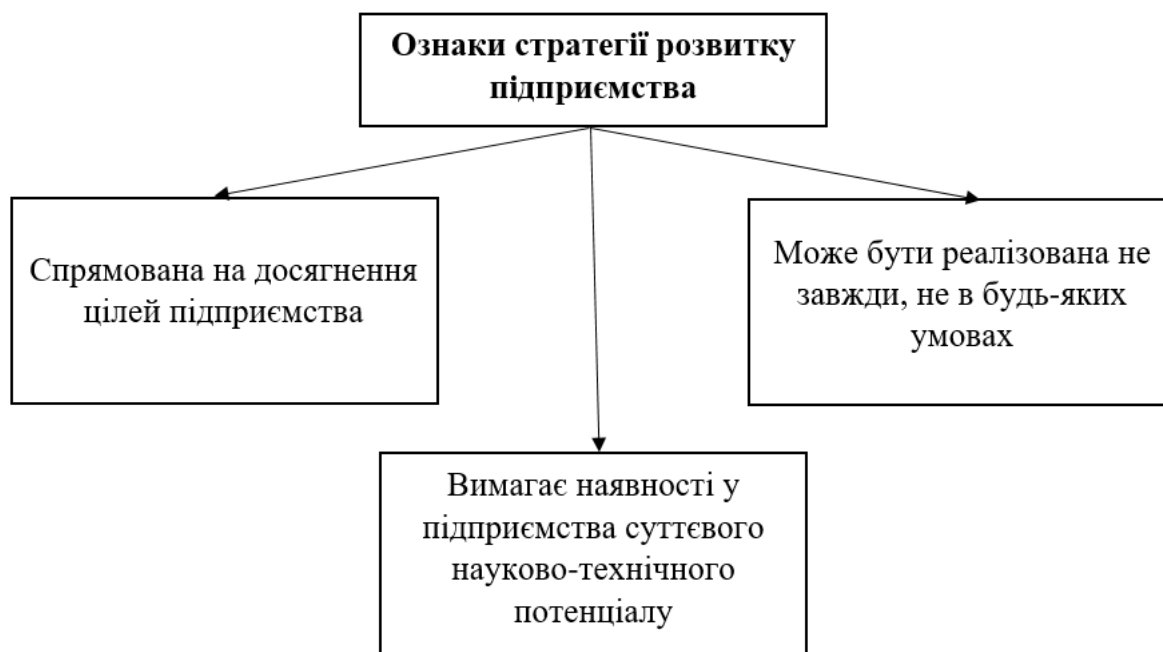 Ознаки стратегії розвитку
підприємства
Спрямована на досягнення
цілей підприємства
Може бути реалізована не
завжди, не в будь-яких
умовах
Вимагає наявності у
підприємства суттєвого
науково-технічного
потенціалу